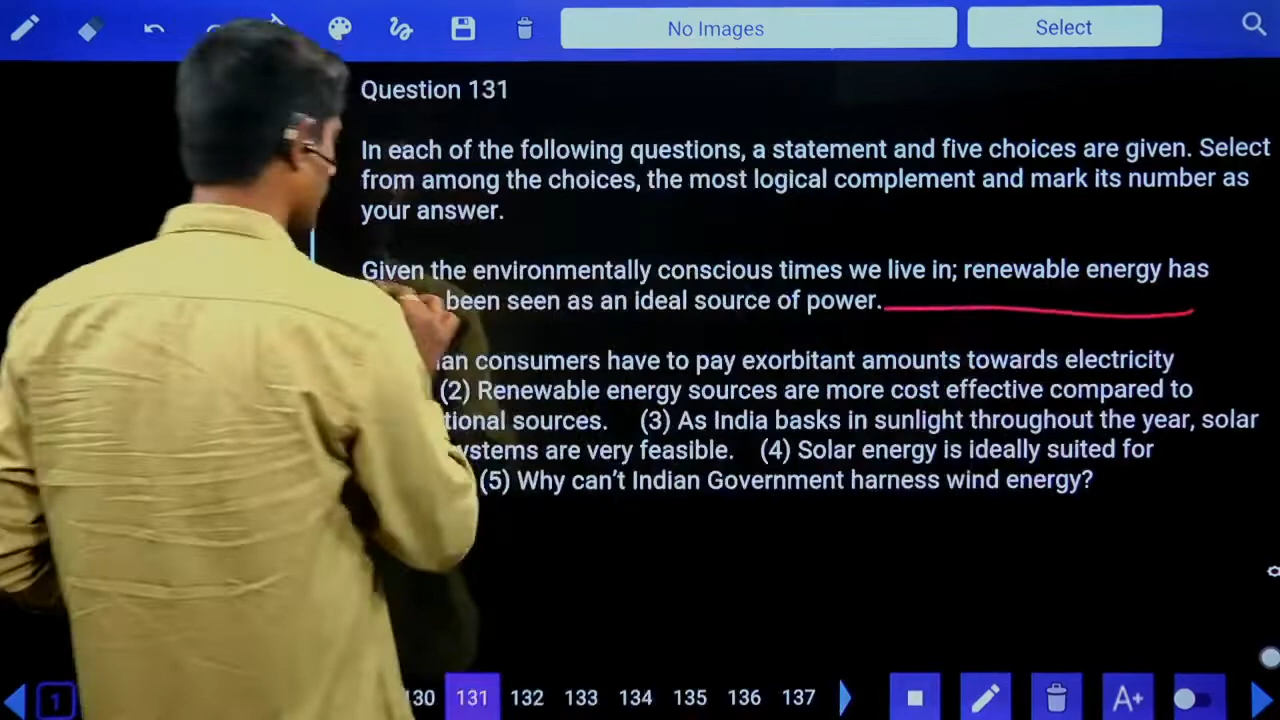 No Images
Select
Question 131
In each of the following questions, a statement and five choices are given. Select
from among the choices, the most logical complement and mark its number as
your answer.
Given the environmentally conscious times we live in; renewable energy has
been seen as an ideal source of power.
consumers have to pay exorbitant amounts towards electricity
(2) Renewable energy sources are more cost effective compared to
sources. (3) As India basks in sunlight throughout the year, solar
are very feasible. (4) Solar energy is ideally suited for
(5) Why can't Indian Government harness wind energy?
1 131 132 133 134 135 136 137 A+